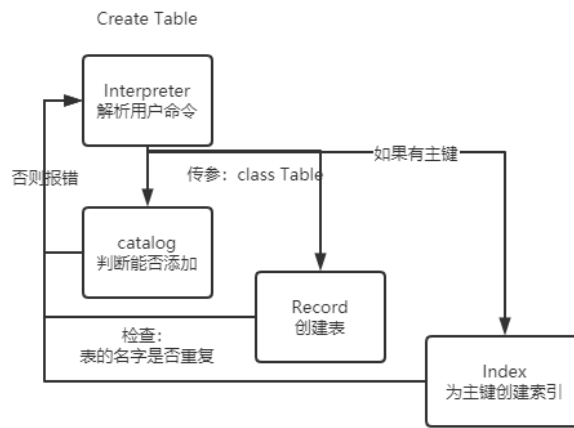 Create Table
Interpreter
解析用户命令
如果有主键
否则报错
传参：class Table
catalog
判断能否添加
Record
创建表
检查：
表的名字是否重复
Index
为主键创建索引